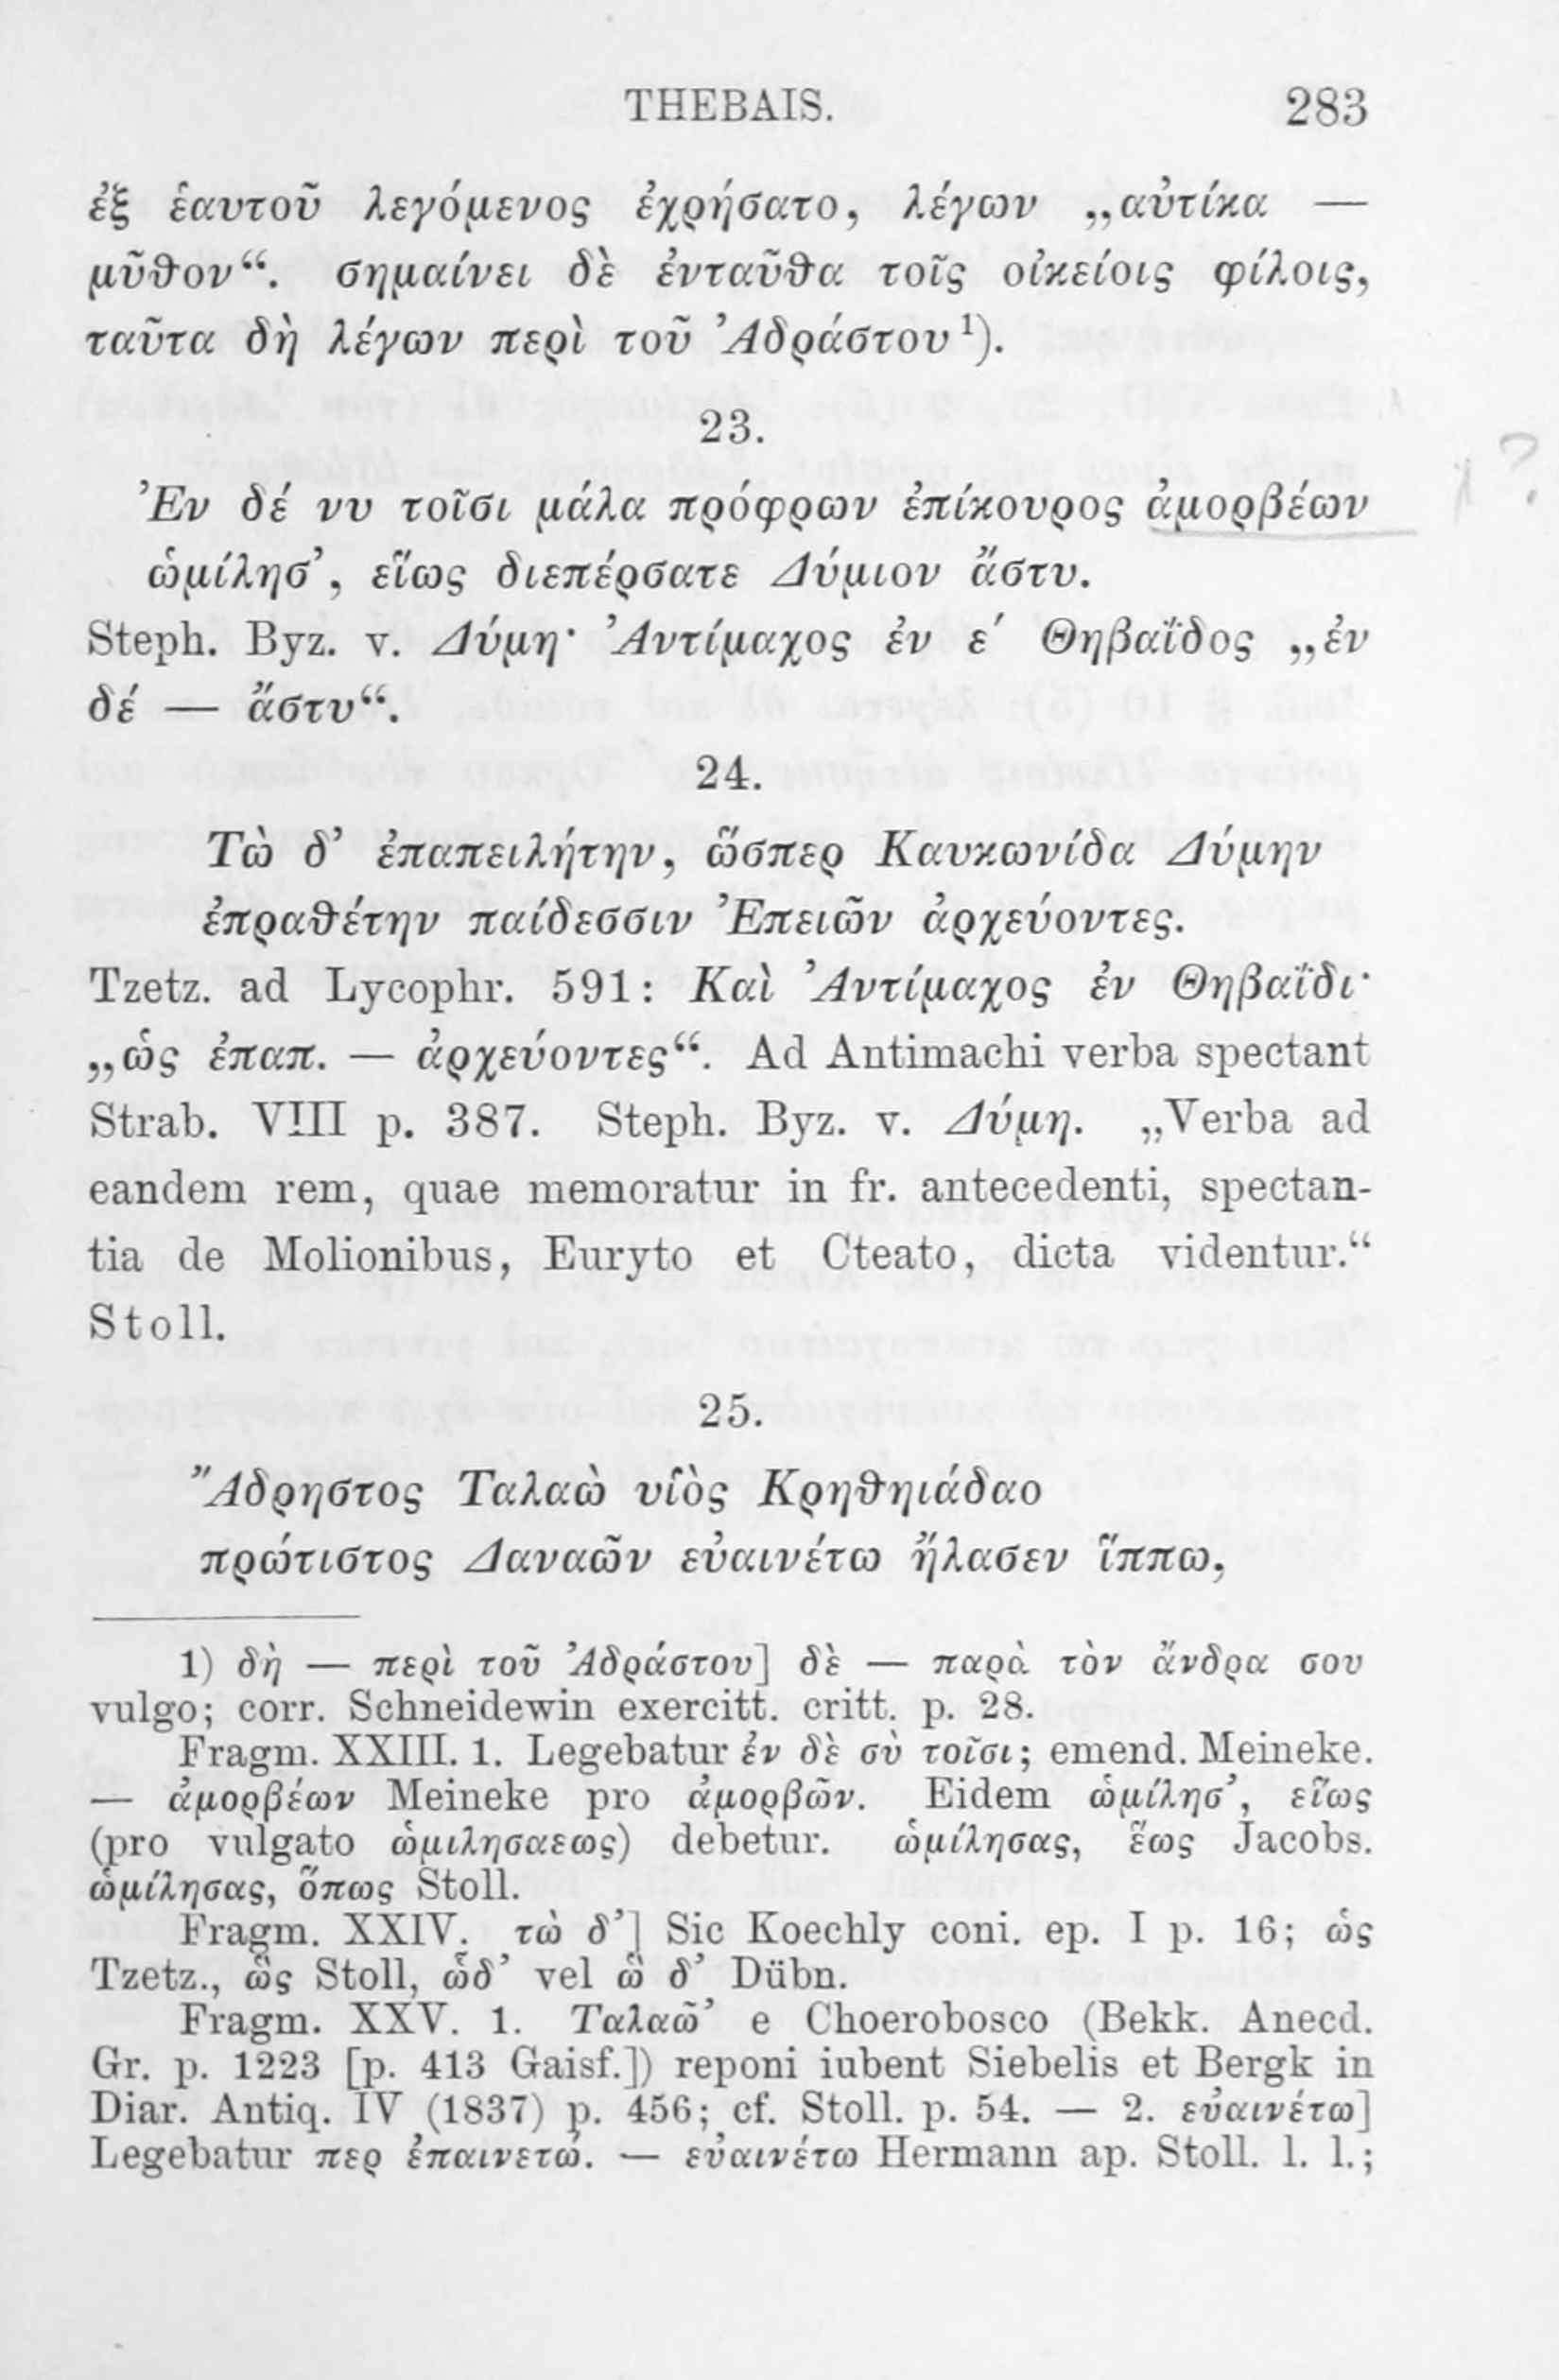 THEBAIS. 283
ἐξ ἑαυτοῦ λεγόμενος ἐχρήσατο, λέγων „αὐτίκα —
μῦθον“. σημαίνει δὲ ἐνταῦθα τοῖς οἰκείοις φίλοις,
ταῦτα δὴ λέγων περὶ τοῦ Ἀδράστου¹).
23.
Ἐν δέ νυ τοῖσι μάλα πρόφρων ἐπίκουρος ἀμορβέων
ὡμίλησ’, εἵως διεπέρσατε Δύμιον ἄστυ.
Steph. Byz. v. Δύμη· Ἀντίμαχος ἐν ε′ Θηβαΐδος „ἐν
δέ — ἄστυ“.
24.
Τὼ δ’ ἐπαπειλήτην, ὥσπερ Καυκωνίδα Δύμην
ἐπραθέτην παίδεσσιν Ἐπειῶν ἀρχεύοντες.
Tzetz. ad Lycophr. 591: Καὶ Ἀντίμαχος ἐν Θηβαΐδι·
„ὡς ἐπαπ. — ἀρχεύοντες“. Ad Antimachi verba spectant
Strab. VIII p. 387. Steph. Byz. v. Δύμη. „Verba ad
eandem rem, quae memoratur in fr. antecedenti, spectan-
tia de Molionibus, Euryto et Cteato, dicta videntur.“
Stoll.
25.
Ἄδρηστος Ταλαὼ υἱὸς Κρηθηιάδαο
πρώτιστος Δαναῶν εὐαινέτω ἤλασεν ἵππω,
1) δὴ — περὶ τοῦ Ἀδράστου] δὲ — παρὰ τὸν ἄνδρα σου
vulgo; corr. Schneidewin exercitt. critt. p. 28.
Fragm. XXIII. 1. Legebatur ἐν δὲ σὺ τοῖσι; emend. Meineke.
— ἀμορβέων Meineke pro ἀμορβῶν. Eidem ὡμίλησ’, εἵως
(pro vulgato ὡμιλησαεως) debetur. ὡμίλησας, ἕως Jacobs.
ὡμίλησας, ὅπως Stoll.
Fragm. XXIV. τὼ δ’] Sic Koechly coni. ep. I p. 16; ὡς
Tzetz., ὣς Stoll, ὧδ’ vel ὣ δ’ Dübn.
Fragm. XXV. 1. Ταλαῶ’ e Choerobosco (Bekk. Anecd.
Gr. p. 1223 [p. 413 Gaisf.]) reponi iubent Siebelis et Bergk in
Diar. Antiq. IV (1837) p. 456; cf. Stoll. p. 54. — 2. εὐαινέτω]
Legebatur περ ἐπαινετώ. — εὐαινέτω Hermann ap. Stoll. l. l.;